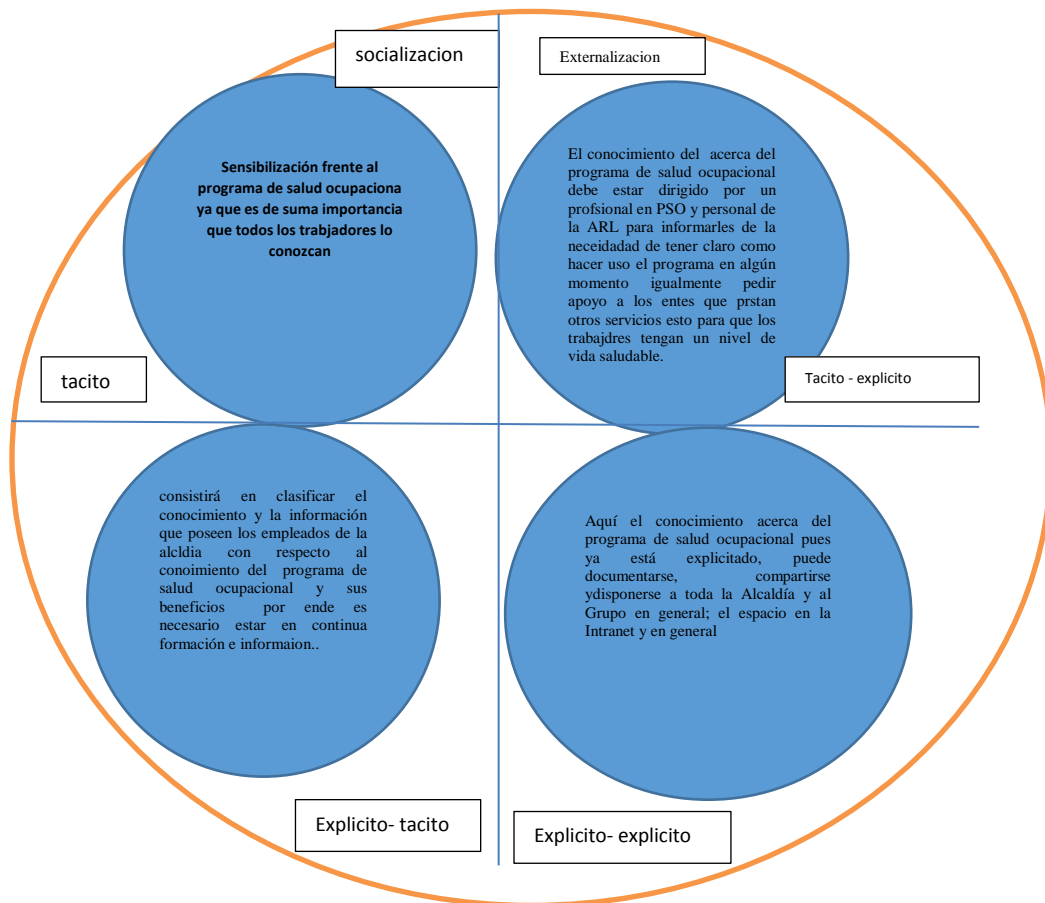 socializacion
Externalizacion
Sensibilización frente al
programa de salud ocupaciona
ya que es de suma importancia
que todos los trabjadores lo
conozcan
El conocimiento del acerca del
programa de salud ocupacional
debe estar dirigido por un
profsional en PSO y personal de
la ARL para informarles de la
neceidadad de tener claro como
hacer uso el programa en algún
momento igualmente pedir
apoyo a los entes que prstan
otros servicios esto para que los
trabajdres tengan un nivel de
vida saludable.
tacito
Tacito - explicito
consistirá en clasificar el
conocimiento y la información
que poseen los empleados de la
alcldia con respecto al
conoimiento del programa de
salud ocupacional y sus
beneficios por ende es
necesario estar en continua
formación e informaion..
Aquí el conocimiento acerca del
programa de salud ocupacional pues
ya está explicitado, puede
documentarse, compartirse
ydisponerse a toda la Alcaldía y al
Grupo en general; el espacio en la
Intranet y en general
Explicito- tacito
Explicito- explicito